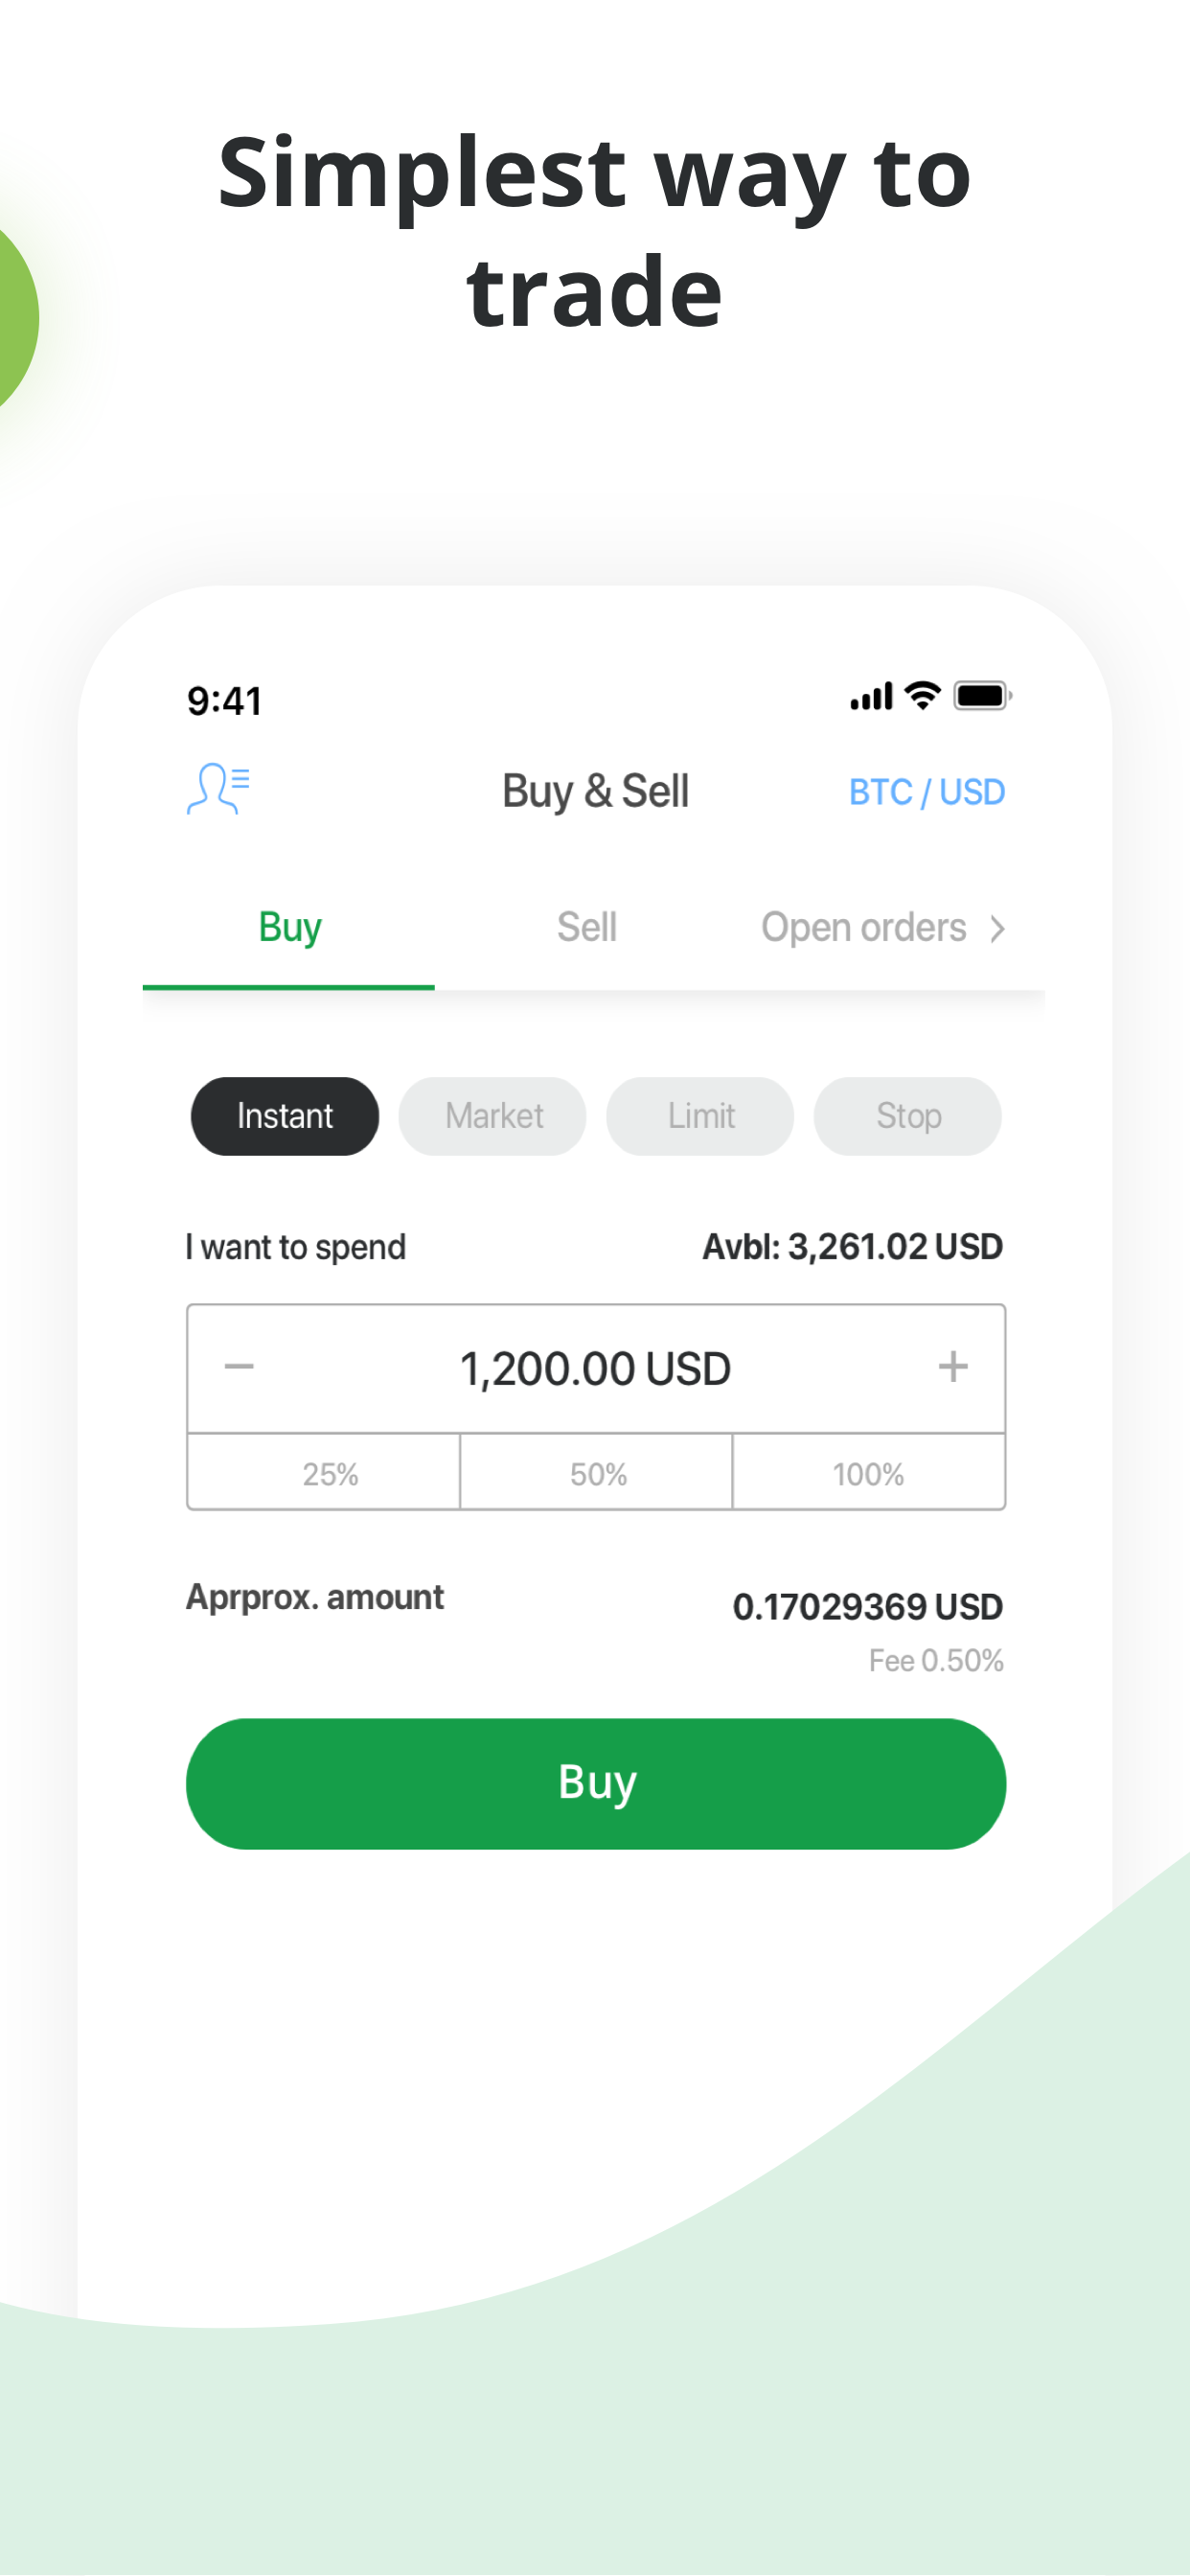 Simplest way to
trade
9:41
Buy & Sell
BTC / USD
Buy
Sell
Open orders
Instant
Market
Limit
Stop
I want to spend
Avbl: 3,261.02 USD
1,200.00 USD
25%
50%
100%
Aprprox. amount
0.17029369 USD
Fee 0.50%
Buy